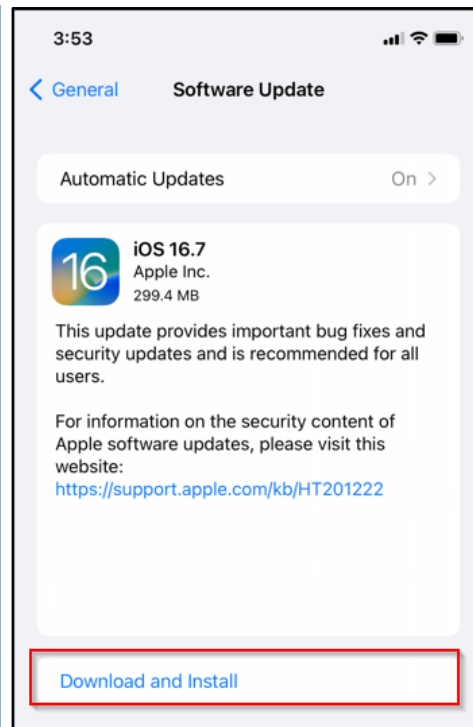 3:53
General
Software Update
Automatic Updates
On
16
iOS 16.7
Apple Inc.
299.4 MB
This update provides important bug fixes and
security updates and is recommended for all
users.
For information on the security content of
Apple software updates, please visit this
website:
https://support.apple.com/kb/HT201222
Download and Install